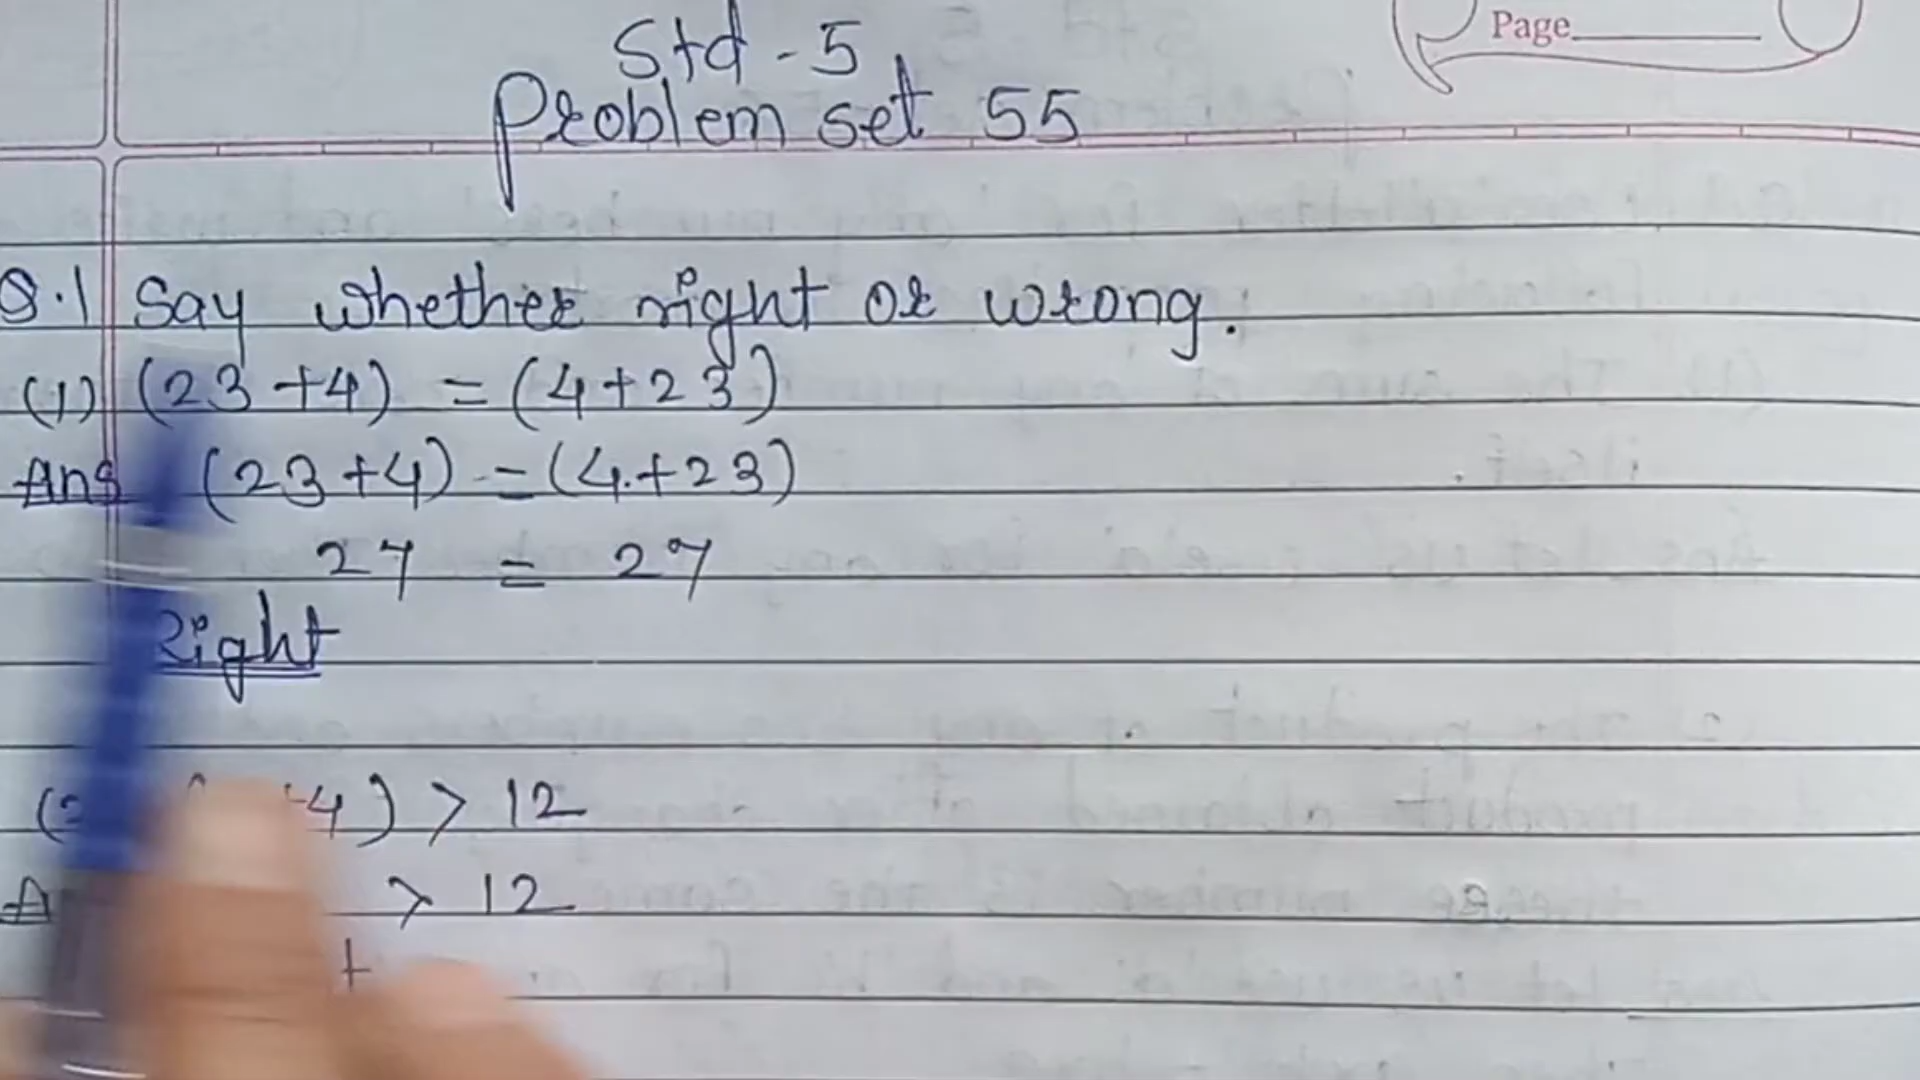 Page
Std - 5
Problem set 55
Q.1 Say whether right or wrong.
(1) (23+4) = (4+23)
Ans (23+4) = (4+23)
27 = 27
Right
+4) > 12
> 12